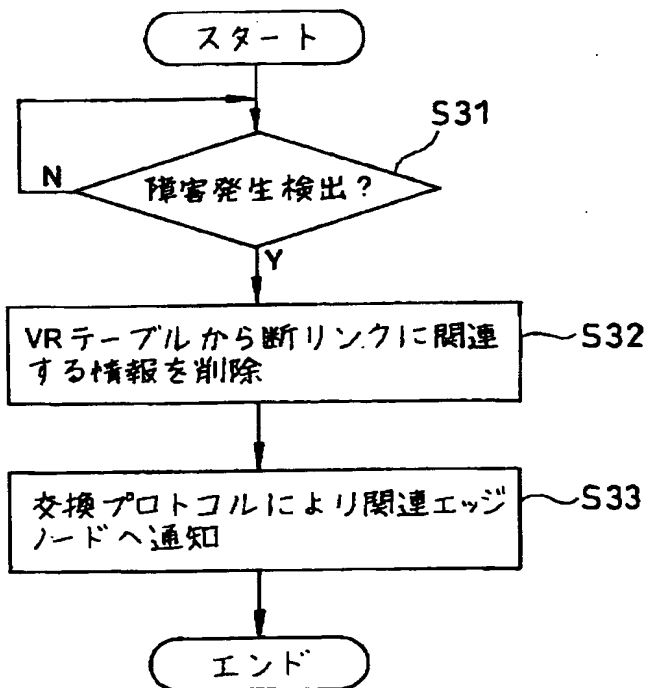 スタート
S31
N
障害発生検出?
Y
VRテーブルから断リンクに関連
する情報を削除
S32
交換プロトコルにより関連エッジ
ノードへ通知
S33
エンド